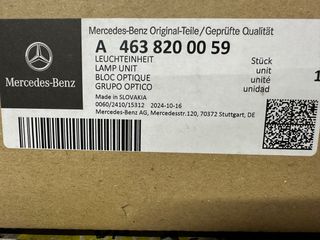 Mercedes-Benz Original-Teile/Geprüfte Qualität
A 463 820 00 59
LEUCHTEINHEIT Stück
LAMP UNIT unit
BLOC OPTIQUE unité
GRUPO OPTICO unidad
1
Mercedes-Benz
Made in SLOVAKIA
0060/2410/15312 2024-10-16
Mercedes-Benz AG, Mercedesstr.120, 70372 Stuttgart, DE